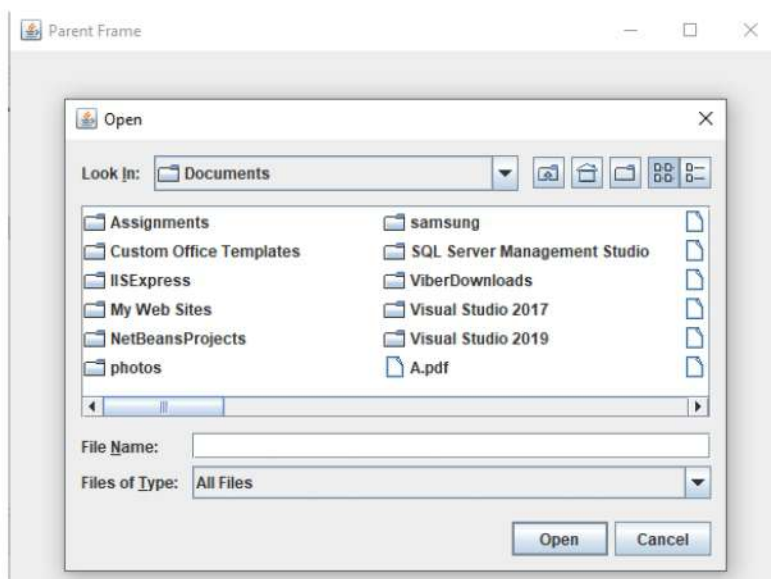 Parent Frame
Open
Look In: Documents
Assignments samsung
Custom Office Templates SQL Server Management Studio
IISExpress ViberDownloads
My Web Sites Visual Studio 2017
NetBeansProjects Visual Studio 2019
photos A.pdf
File Name:
Files of Type: All Files
Open Cancel